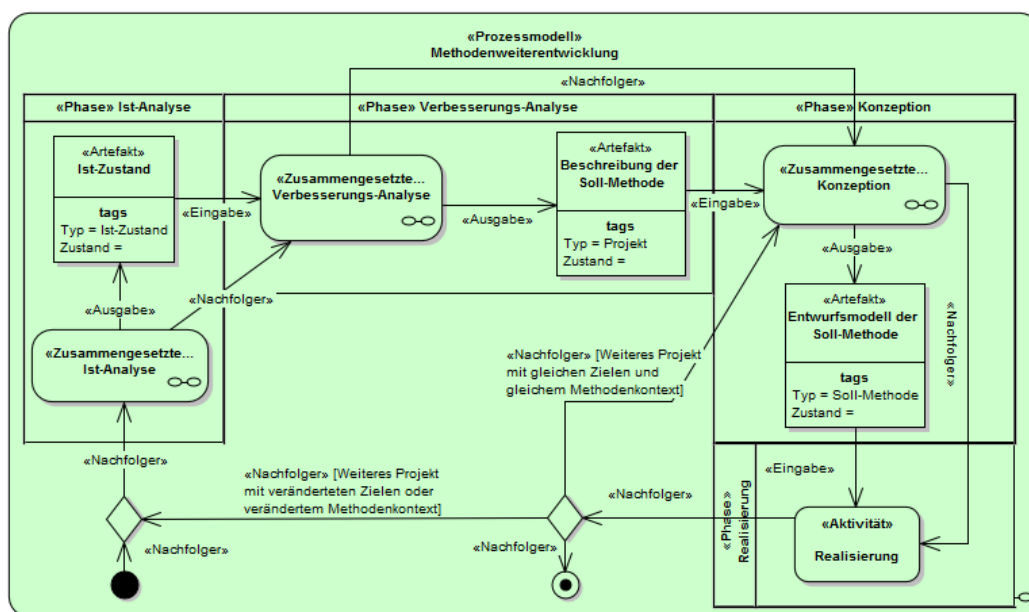 «Prozessmodell»
Methodenweiterentwicklung
«Nachfolger»
«Phase» Ist-Analyse
«Phase» Verbesserungs-Analyse
«Phase» Konzeption
«Artefakt»
Ist-Zustand
tags
Typ = Ist-Zustand
Zustand =
«Eingabe»
«Zusammengesetzte...
Verbesserungs-Analyse
«Ausgabe»
«Artefakt»
Beschreibung der
Soll-Methode
tags
Typ = Projekt
Zustand =
«Eingabe»
«Zusammengesetzte...
Konzeption
«Ausgabe»
«Ausgabe»
«Nachfolger»
«Zusammengesetzte...
Ist-Analyse
«Artefakt»
Entwurfsmodell der
Soll-Methode
tags
Typ = Soll-Methode
Zustand =
«Nachfolger»
«Nachfolger» [Weiteres Projekt
mit gleichen Zielen und
gleichem Methodenkontext]
«Nachfolger»
«Nachfolger» [Weiteres Projekt
mit veränderteten Zielen oder
verändertem Methodenkontext]
«Nachfolger»
«Eingabe»
«Phase»
Realisierung
«Aktivität»
Realisierung
«Nachfolger»
«Nachfolger»